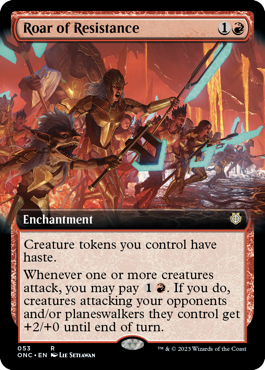 Roar of Resistance 1
Enchantment
Creature tokens you control have
haste.
Whenever one or more creatures
attack, you may pay 1 . If you do,
creatures attacking your opponents
and/or planeswalkers they control get
+2/+0 until end of turn.
053 R
ONC • EN Lie Setiawan
™ & © 2023 Wizards of the Coast